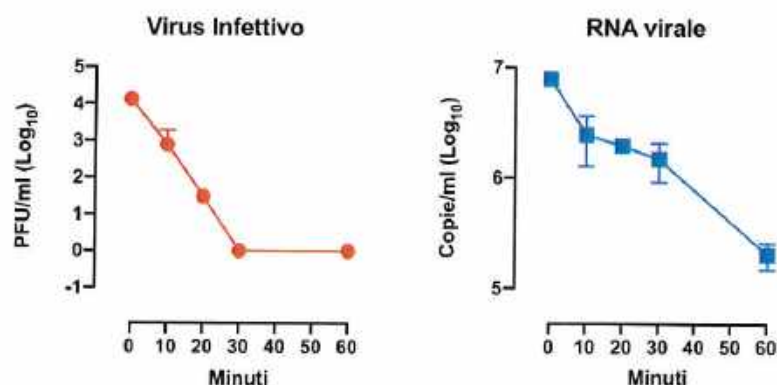 Virus Infettivo
PFU/ml (Log10)
5
4
3
2
1
0
-1
0 10 20 30 40 50 60
Minuti
RNA virale
Copie/ml (Log10)
7
6
5
0 10 20 30 40 50 60
Minuti